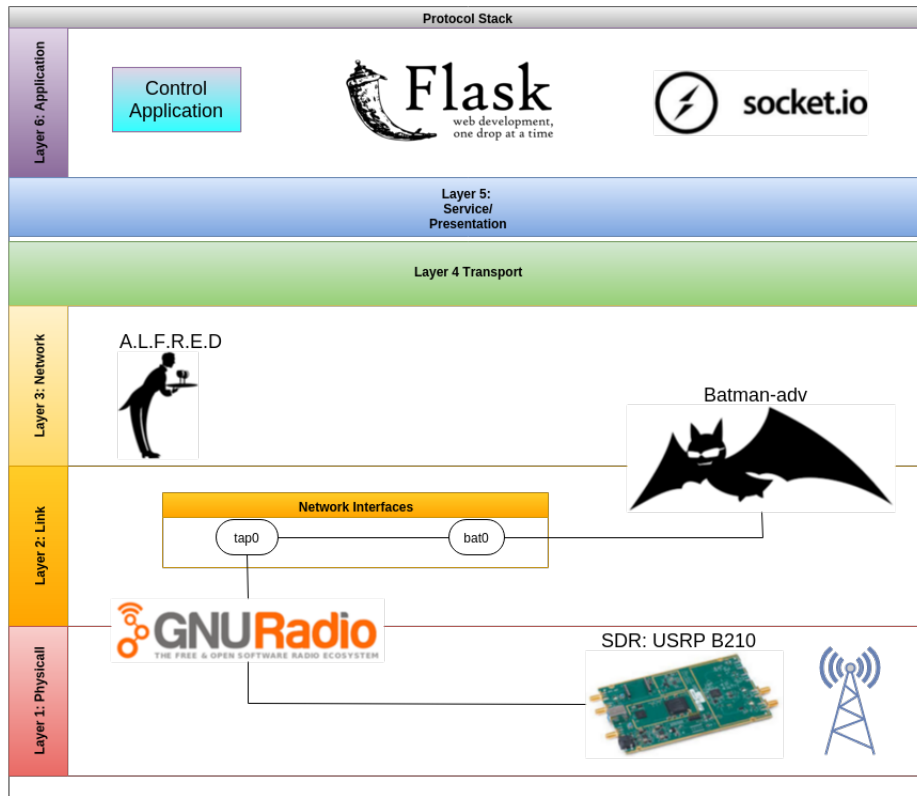 Protocol Stack
Layer 6: Application
Control
Application
Flask
web development,
one drop at a time
socket.io
Layer 5:
Service/
Presentation
Layer 4 Transport
Layer 3: Network
A.L.F.R.E.D
Batman-adv
Layer 2: Link
Network Interfaces
tap0
bat0
GNURadio
THE FREE & OPEN SOFTWARE RADIO ECOSYSTEM
Layer 1: Physicall
SDR: USRP B210